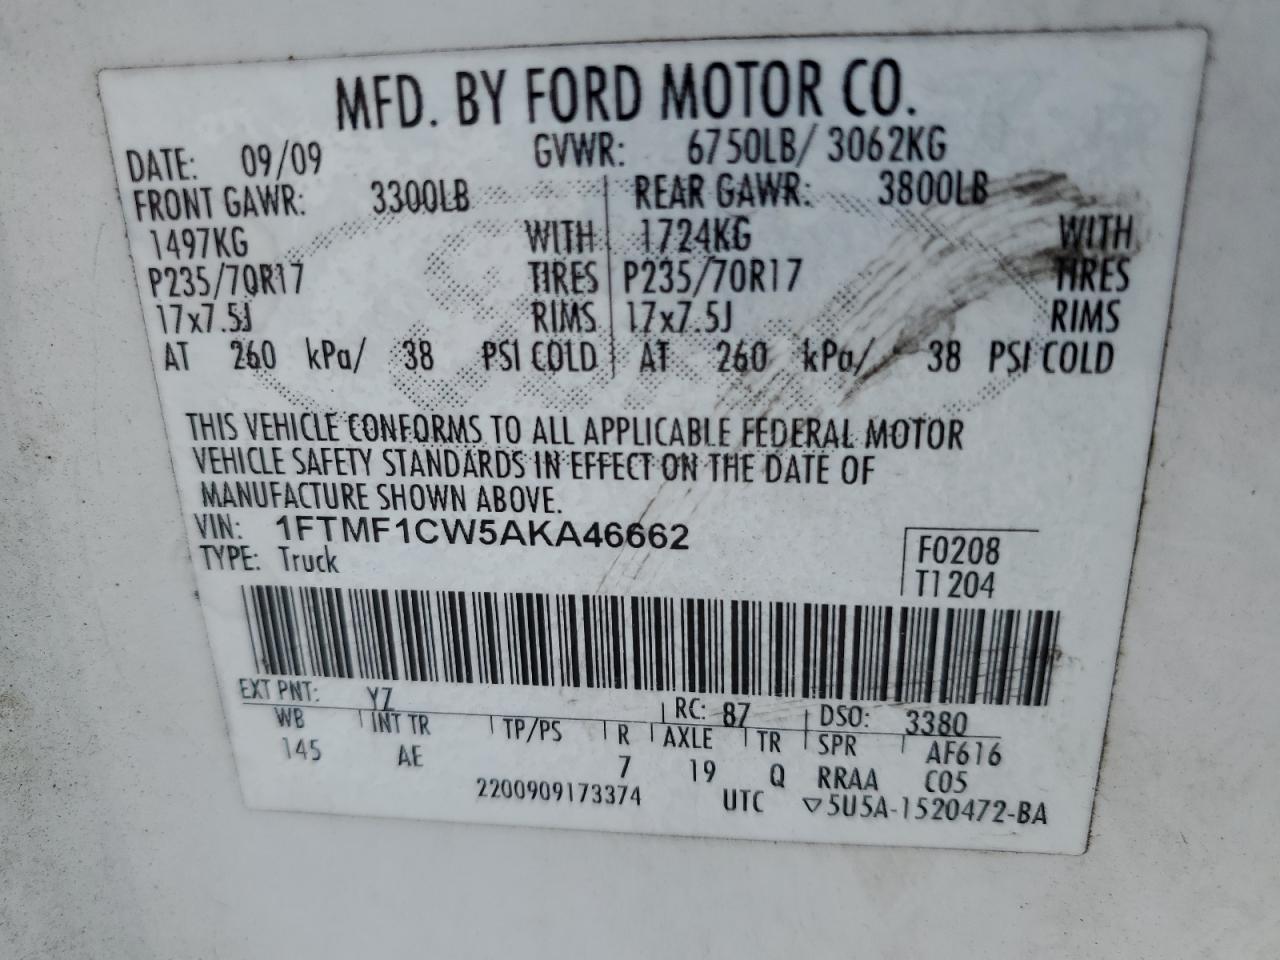 MFD. BY FORD MOTOR CO.
DATE: 09/09 GVWR: 6750LB/ 3062KG
FRONT GAWR: 3300LB REAR GAWR: 3800LB
1497KG WITH 1724KG WITH
P235/70R17 TIRES P235/70R17 TIRES
17x7.5J RIMS 17x7.5J RIMS
AT 260 kPa/ 38 PSI COLD AT 260 kPa/ 38 PSI COLD
THIS VEHICLE CONFORMS TO ALL APPLICABLE FEDERAL MOTOR
VEHICLE SAFETY STANDARDS IN EFFECT ON THE DATE OF
MANUFACTURE SHOWN ABOVE.
VIN: 1FTMF1CW5AKA46662
TYPE: Truck
F0208
T1204
EXT PNT: YZ RC: 87 DSO: 3380
WB INT TR TP/PS R AXLE TR SPR AF616
145 AE 7 19 Q RRAA C05
2200909173374 UTC ▽5U5A-1520472-BA